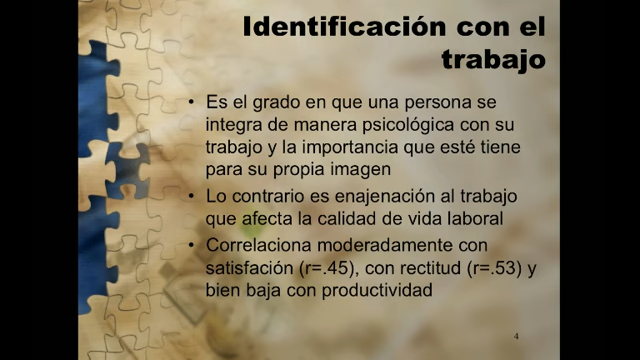 Identificación con el
trabajo
• Es el grado en que una persona se
integra de manera psicológica con su
trabajo y la importancia que esté tiene
para su propia imagen
• Lo contrario es enajenación al trabajo
que afecta la calidad de vida laboral
• Correlaciona moderadamente con
satisfación (r=.45), con rectitud (r=.53) y
bien baja con productividad
4